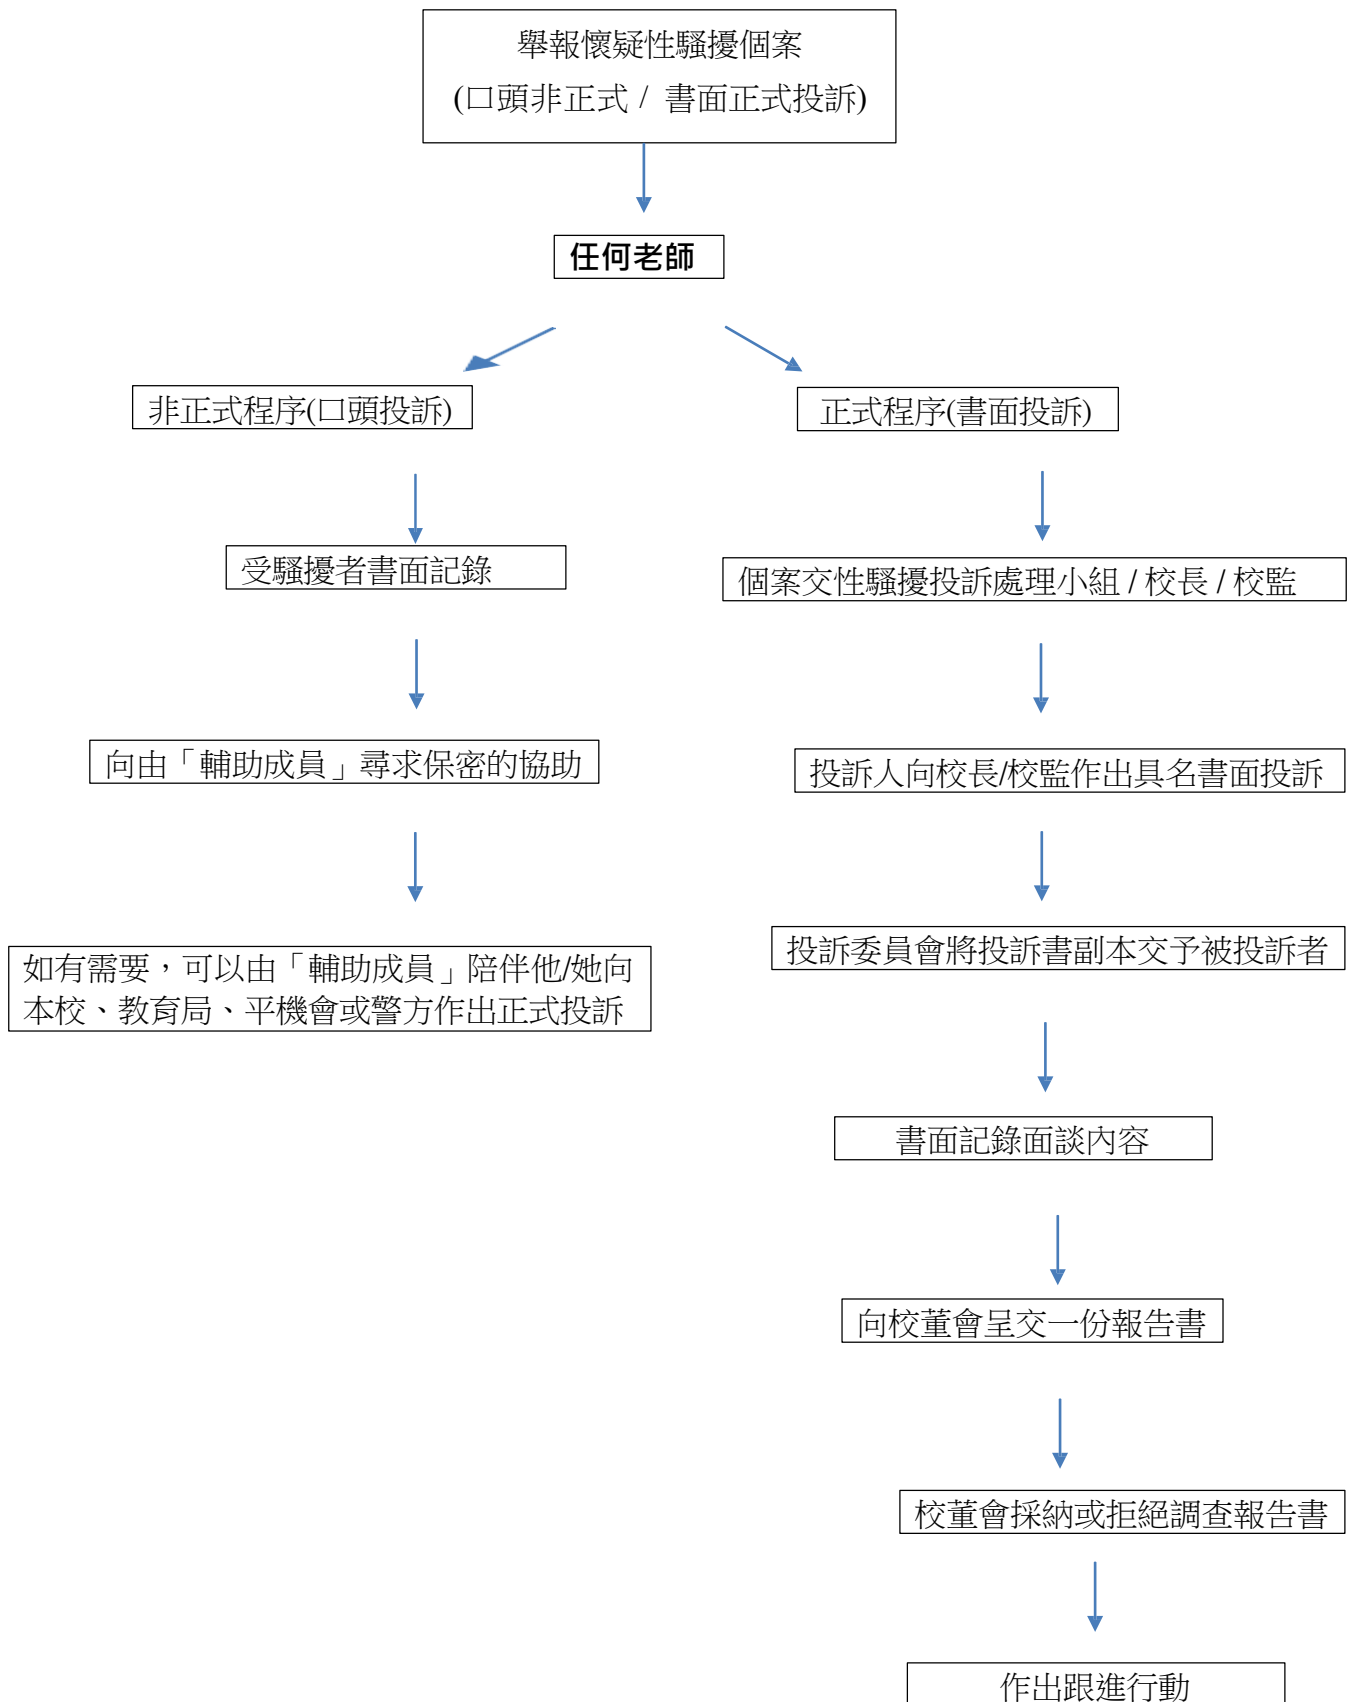 舉報懷疑性騷擾個案
(口頭非正式 / 書面正式投訴)
任何老師
非正式程序(口頭投訴)
受騷擾者書面記錄
向由「輔助成員」尋求保密的協助
如有需要，可以由「輔助成員」陪伴他/她向
本校、教育局、平機會或警方作出正式投訴
正式程序(書面投訴)
個案交性騷擾投訴處理小組 / 校長 / 校監
投訴人向校長/校監作出具名書面投訴
投訴委員會將投訴書副本交予被投訴者
書面記錄面談內容
向校董會呈交一份報告書
校董會採納或拒絕調查報告書
作出跟進行動